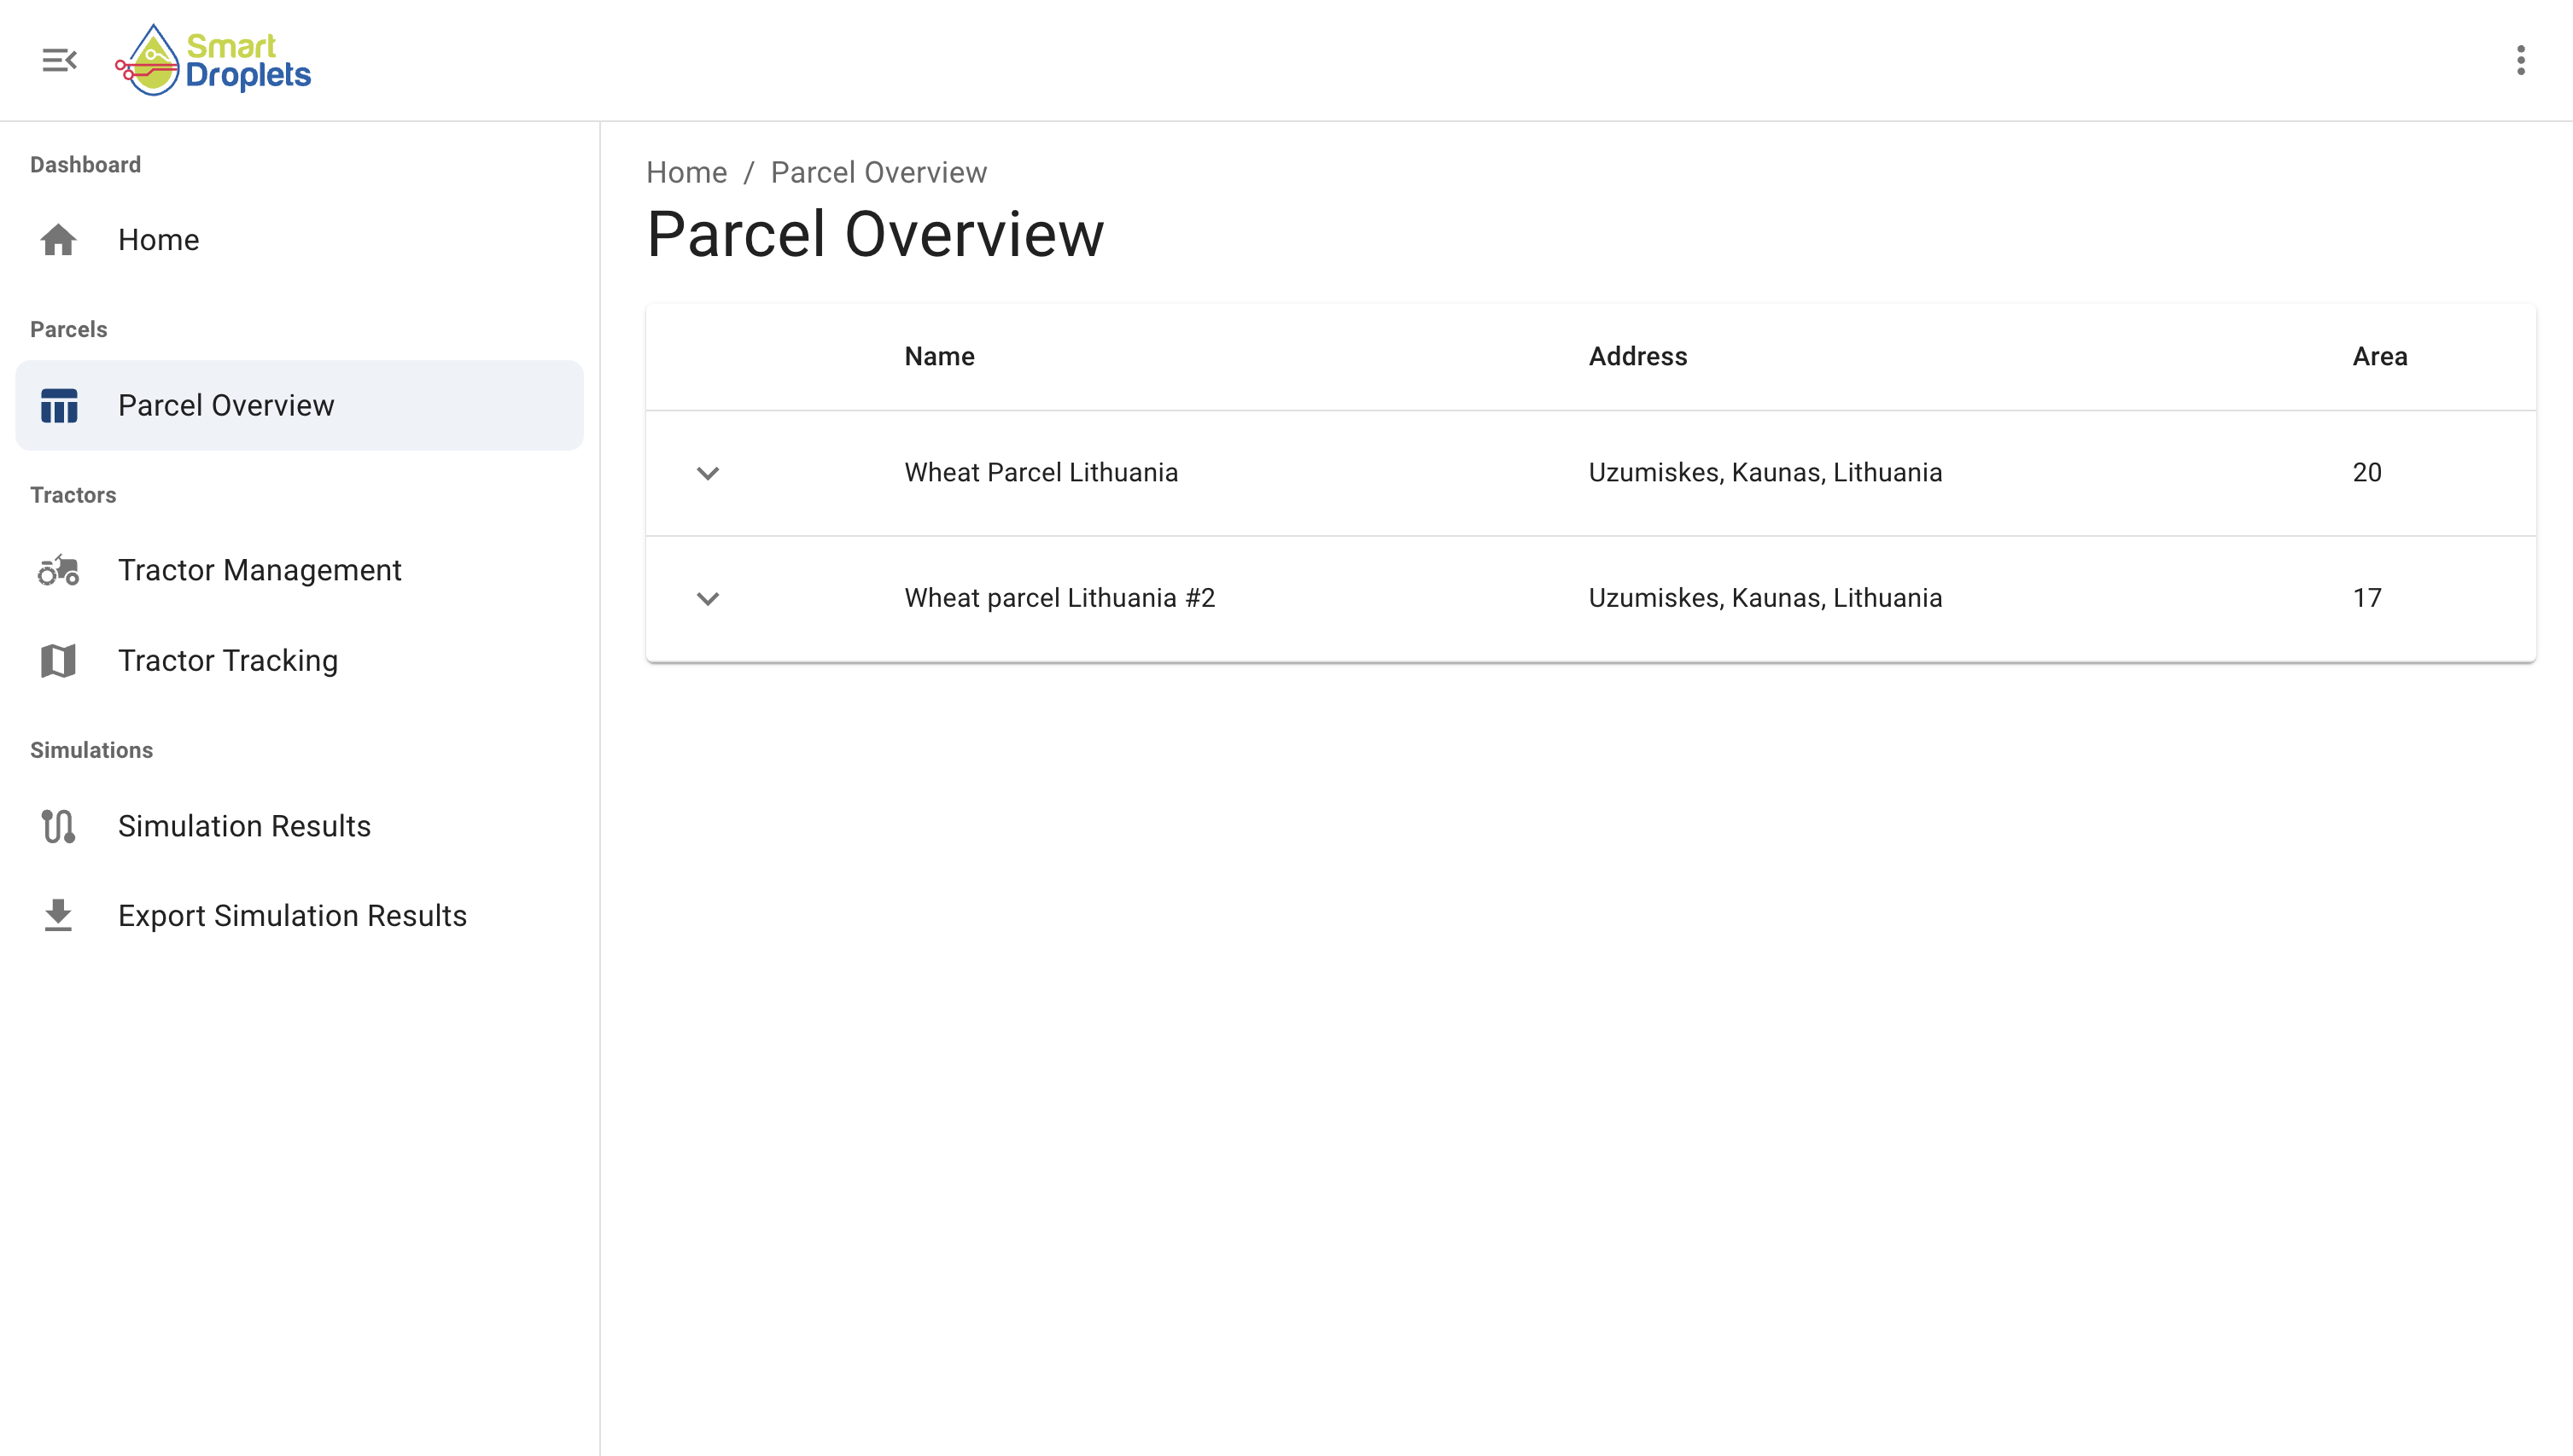 Smart
Droplets
Dashboard
Home
Parcels
Parcel Overview
Tractors
Tractor Management
Tractor Tracking
Simulations
Simulation Results
Export Simulation Results
Home / Parcel Overview
Parcel Overview
Name Address Area
Wheat Parcel Lithuania Uzumiskes, Kaunas, Lithuania 20
Wheat parcel Lithuania #2 Uzumiskes, Kaunas, Lithuania 17